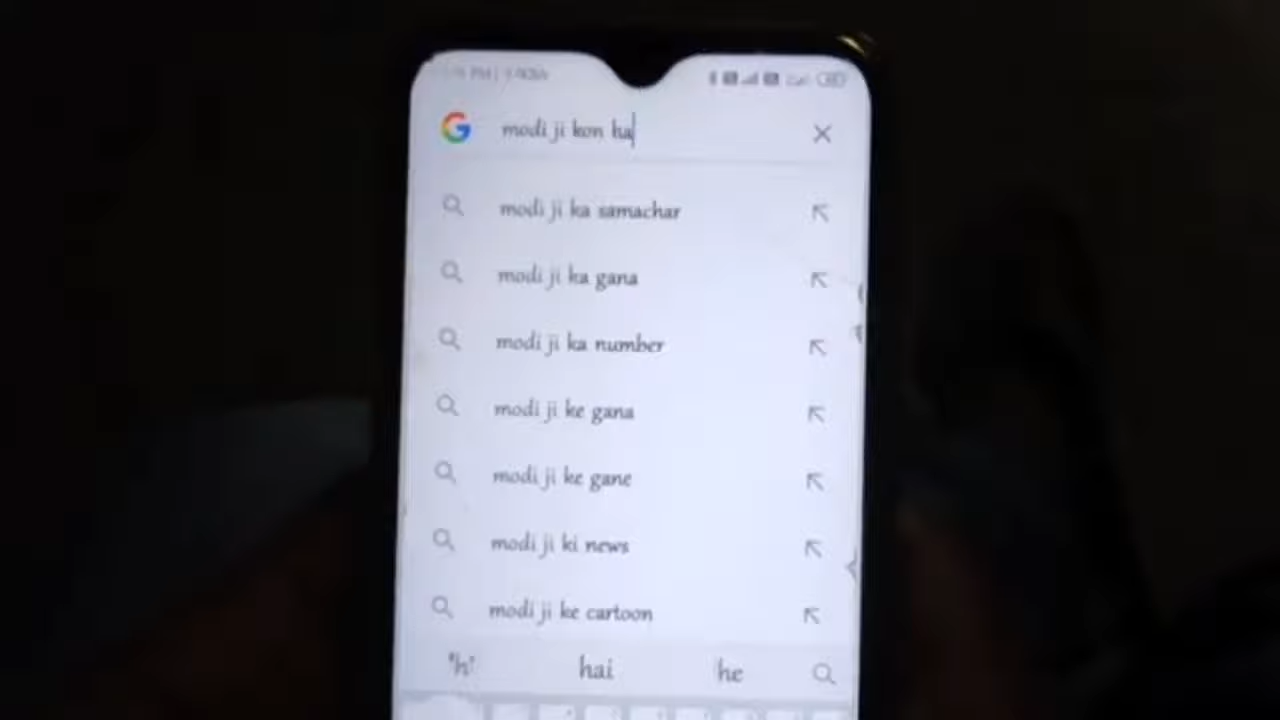 modi ji kon ha
modi ji ka samachar
modi ji ka gana
modi ji ka number
modi ji ke gana
modi ji ke gane
modi ji ki news
modi ji ke cartoon
"h" hai he